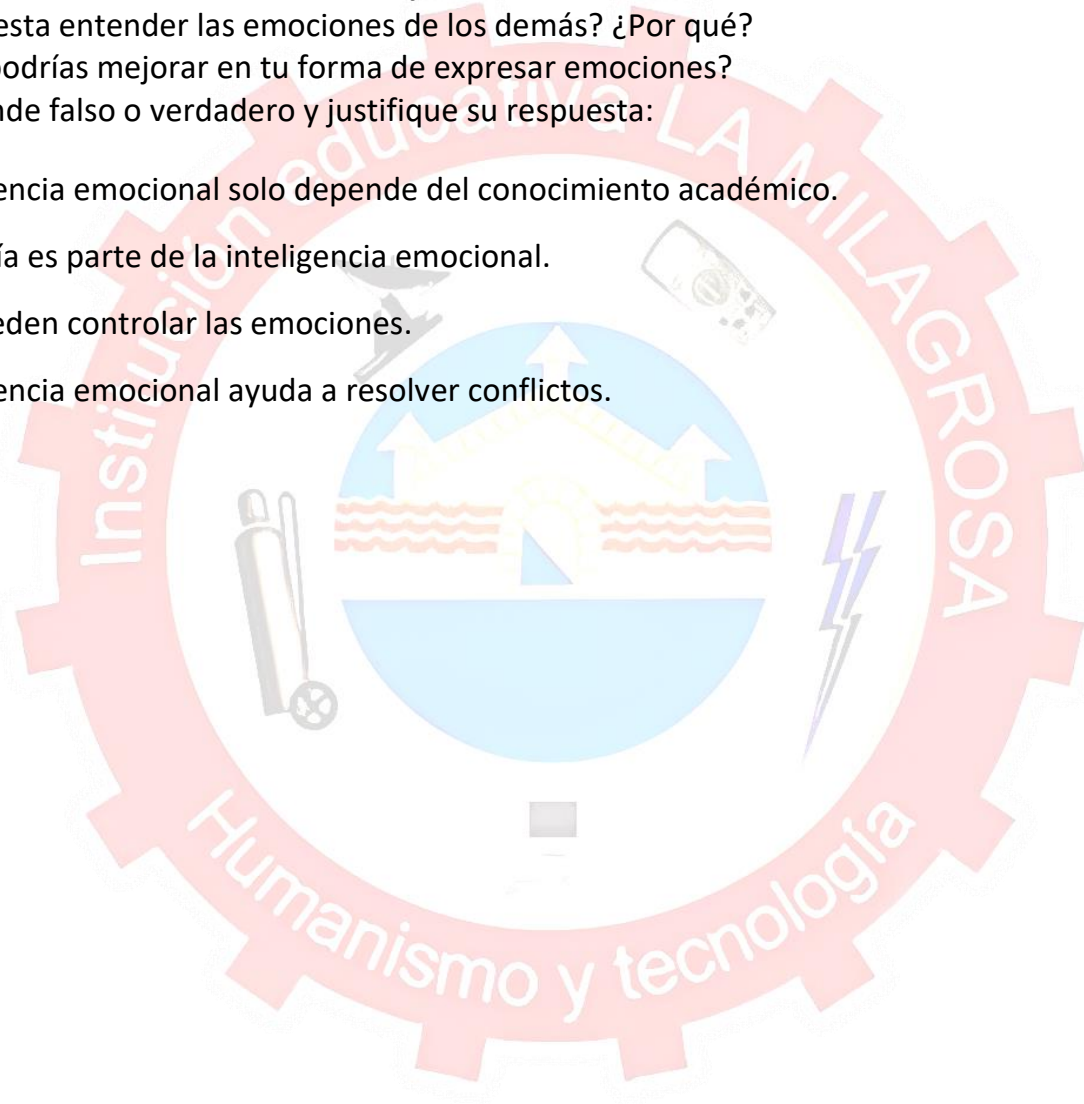 esta entender las emociones de los demás? ¿Por qué?
podrías mejorar en tu forma de expresar emociones?
nde falso o verdadero y justifique su respuesta:
encia emocional solo depende del conocimiento académico.
ía es parte de la inteligencia emocional.
eden controlar las emociones.
encia emocional ayuda a resolver conflictos.
Institución educativa LA MILAGROSA
Humanismo y tecnología